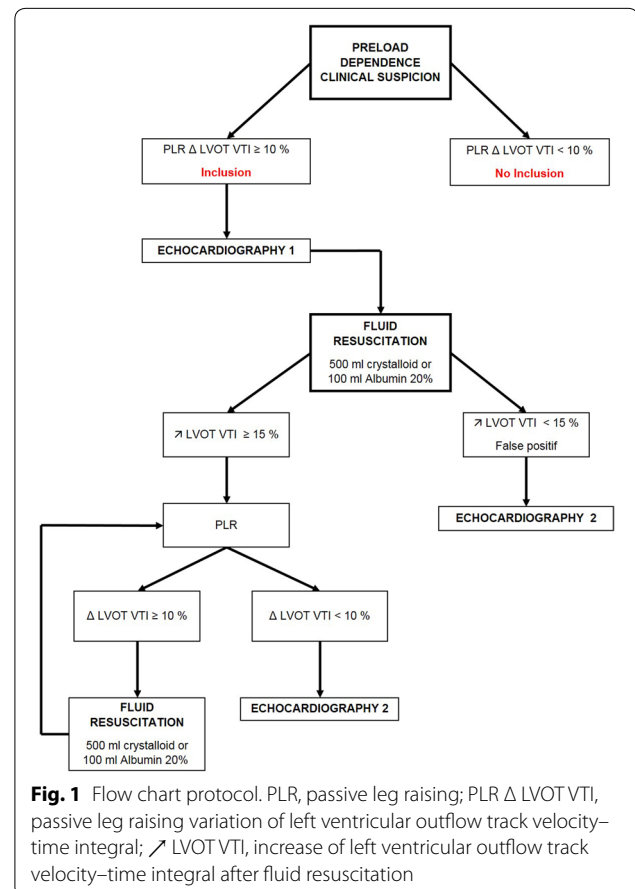 PRELOAD
DEPENDENCE
CLINICAL SUSPICION
PLR Δ LVOT VTI ≥ 10 %
Inclusion
PLR Δ LVOT VTI < 10 %
No Inclusion
ECHOCARDIOGRAPHY 1
FLUID
RESUSCITATION
500 ml crystalloid or
100 ml Albumin 20%
↗ LVOT VTI ≥ 15 %
↗ LVOT VTI < 15 %
False positif
PLR
ECHOCARDIOGRAPHY 2
Δ LVOT VTI ≥ 10 %
Δ LVOT VTI < 10 %
FLUID
RESUSCITATION
500 ml crystalloid or
100 ml Albumin 20%
ECHOCARDIOGRAPHY 2
Fig. 1 Flow chart protocol. PLR, passive leg raising; PLR Δ LVOT VTI,
passive leg raising variation of left ventricular outflow track velocity–
time integral; ↗ LVOT VTI, increase of left ventricular outflow track
velocity–time integral after fluid resuscitation